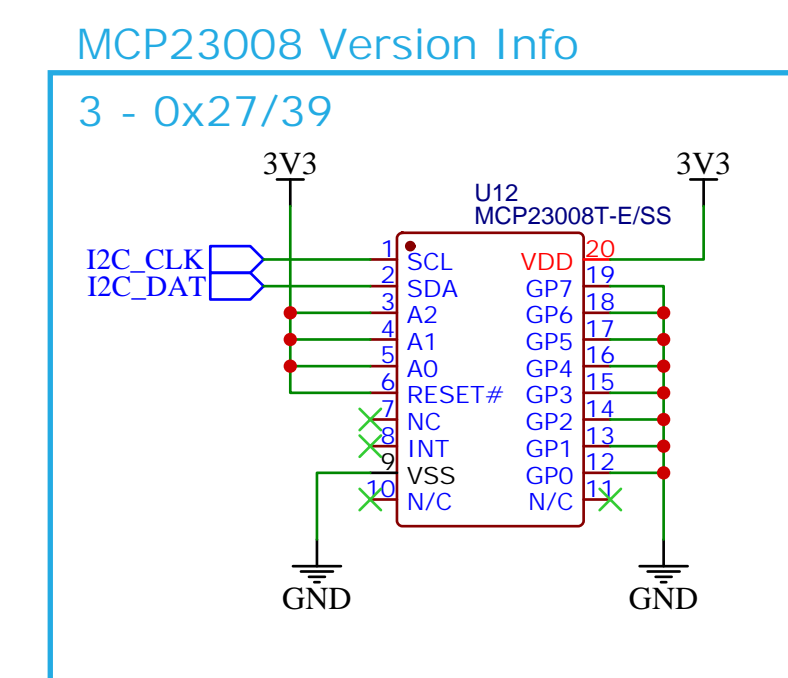 MCP23008 Version Info
3 - 0x27/39
3V3
3V3
U12
MCP23008T-E/SS
I2C_CLK
I2C_DAT
1 SCL
2 SDA
3 A2
4 A1
5 A0
6 RESET#
7 NC
8 INT
9 VSS
10 N/C
VDD 20
GP7 19
GP6 18
GP5 17
GP4 16
GP3 15
GP2 14
GP1 13
GP0 12
N/C 11
GND
GND